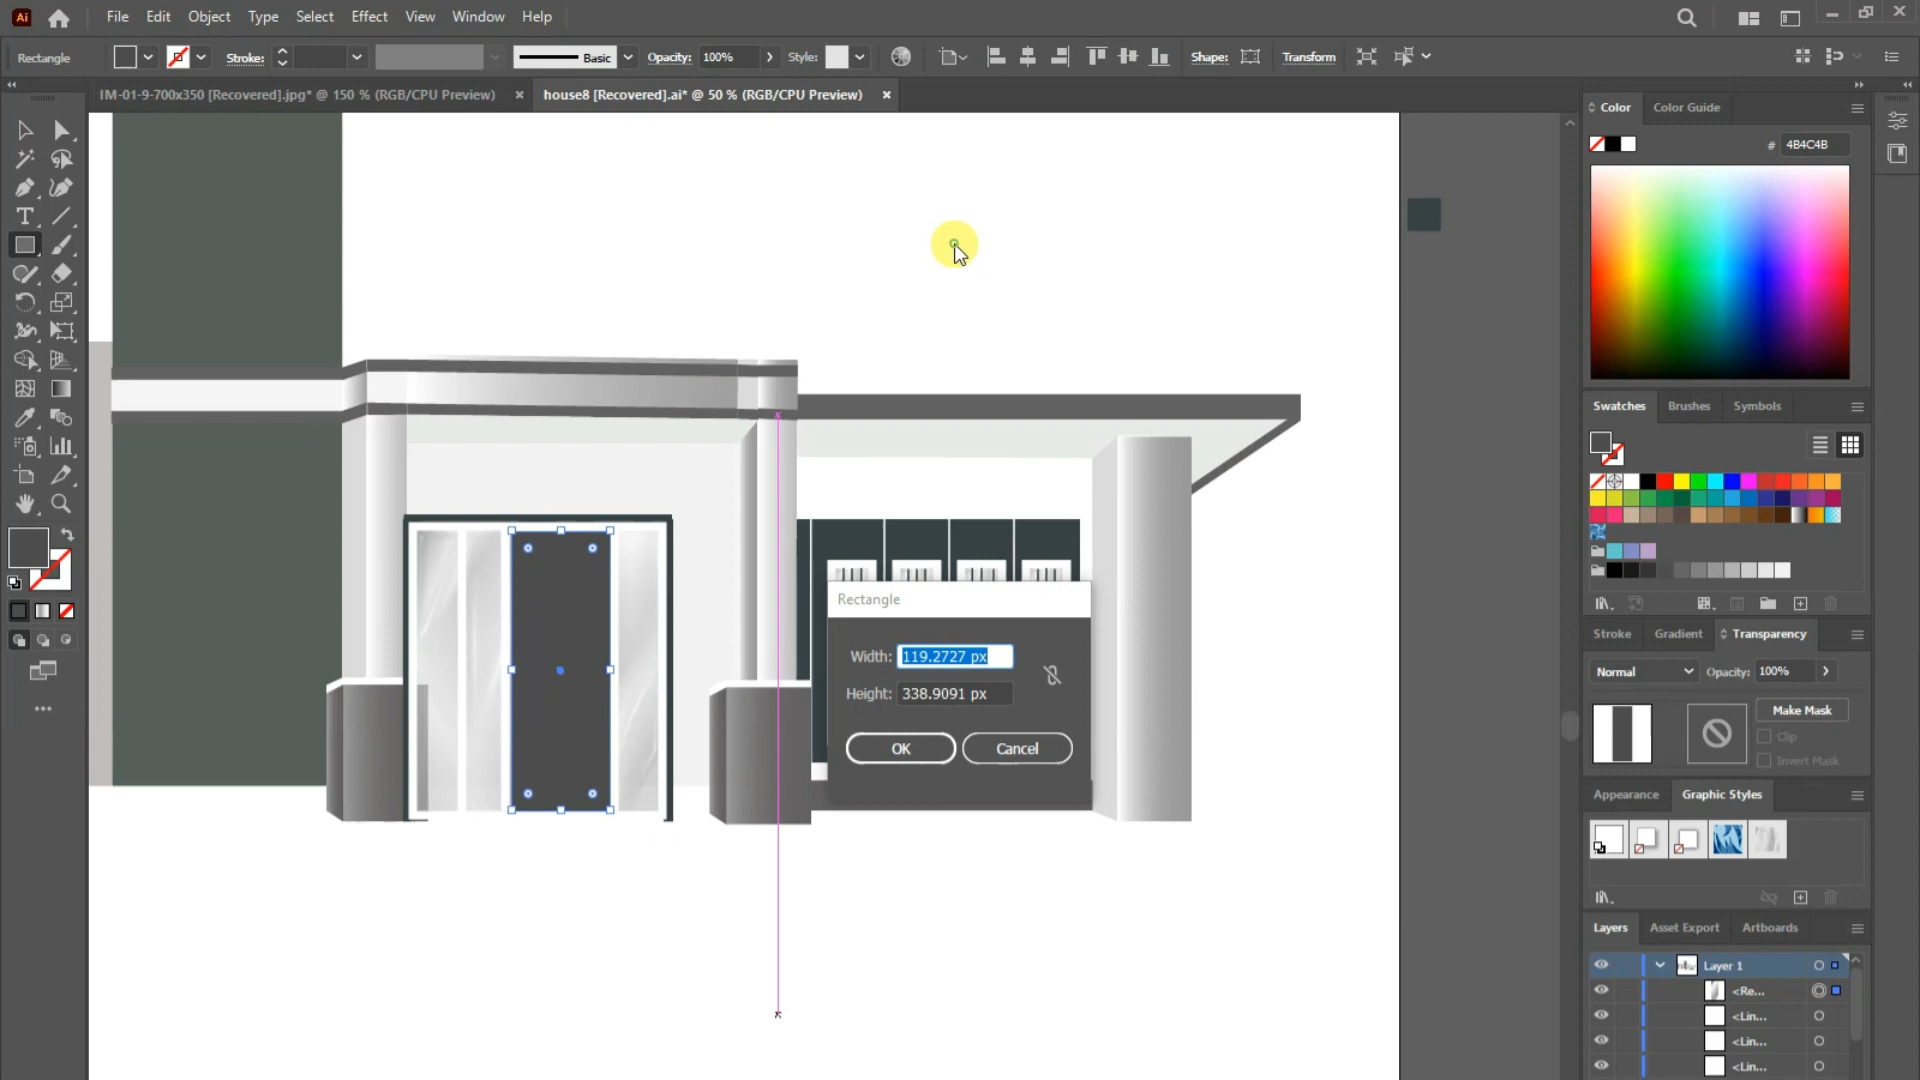 Ai File Edit Object Type Select Effect View Window Help
Rectangle Stroke: Basic Opacity: 100% Style: Shape: Transform
IM-01-9-700x350 [Recovered].jpg* @ 150 % (RGB/CPU Preview) × house8 [Recovered].ai* @ 50 % (RGB/CPU Preview) ×
Color Color Guide
# 4B4C4B
Swatches Brushes Symbols
Rectangle
Width: 119.2727 px
Height: 338.9091 px
OK Cancel
Stroke Gradient Transparency
Normal Opacity: 100%
Make Mask
Clip
Invert Mask
Appearance Graphic Styles
Layers Asset Export Artboards
Layer 1
<Re...
<Lin...
<Lin...
<Lin...